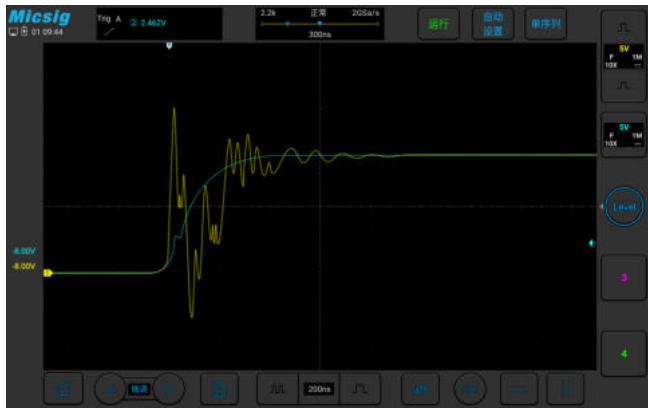 Micsig
01 09:44
Trig A ② 2.462V
2.2k 正常 2GSa/s
300ns
运行
自动
设置
单序列
5V
F 1M
10X
5V
F 1M
10X
Level
-8.00V
-8.00V
3
4
200ns